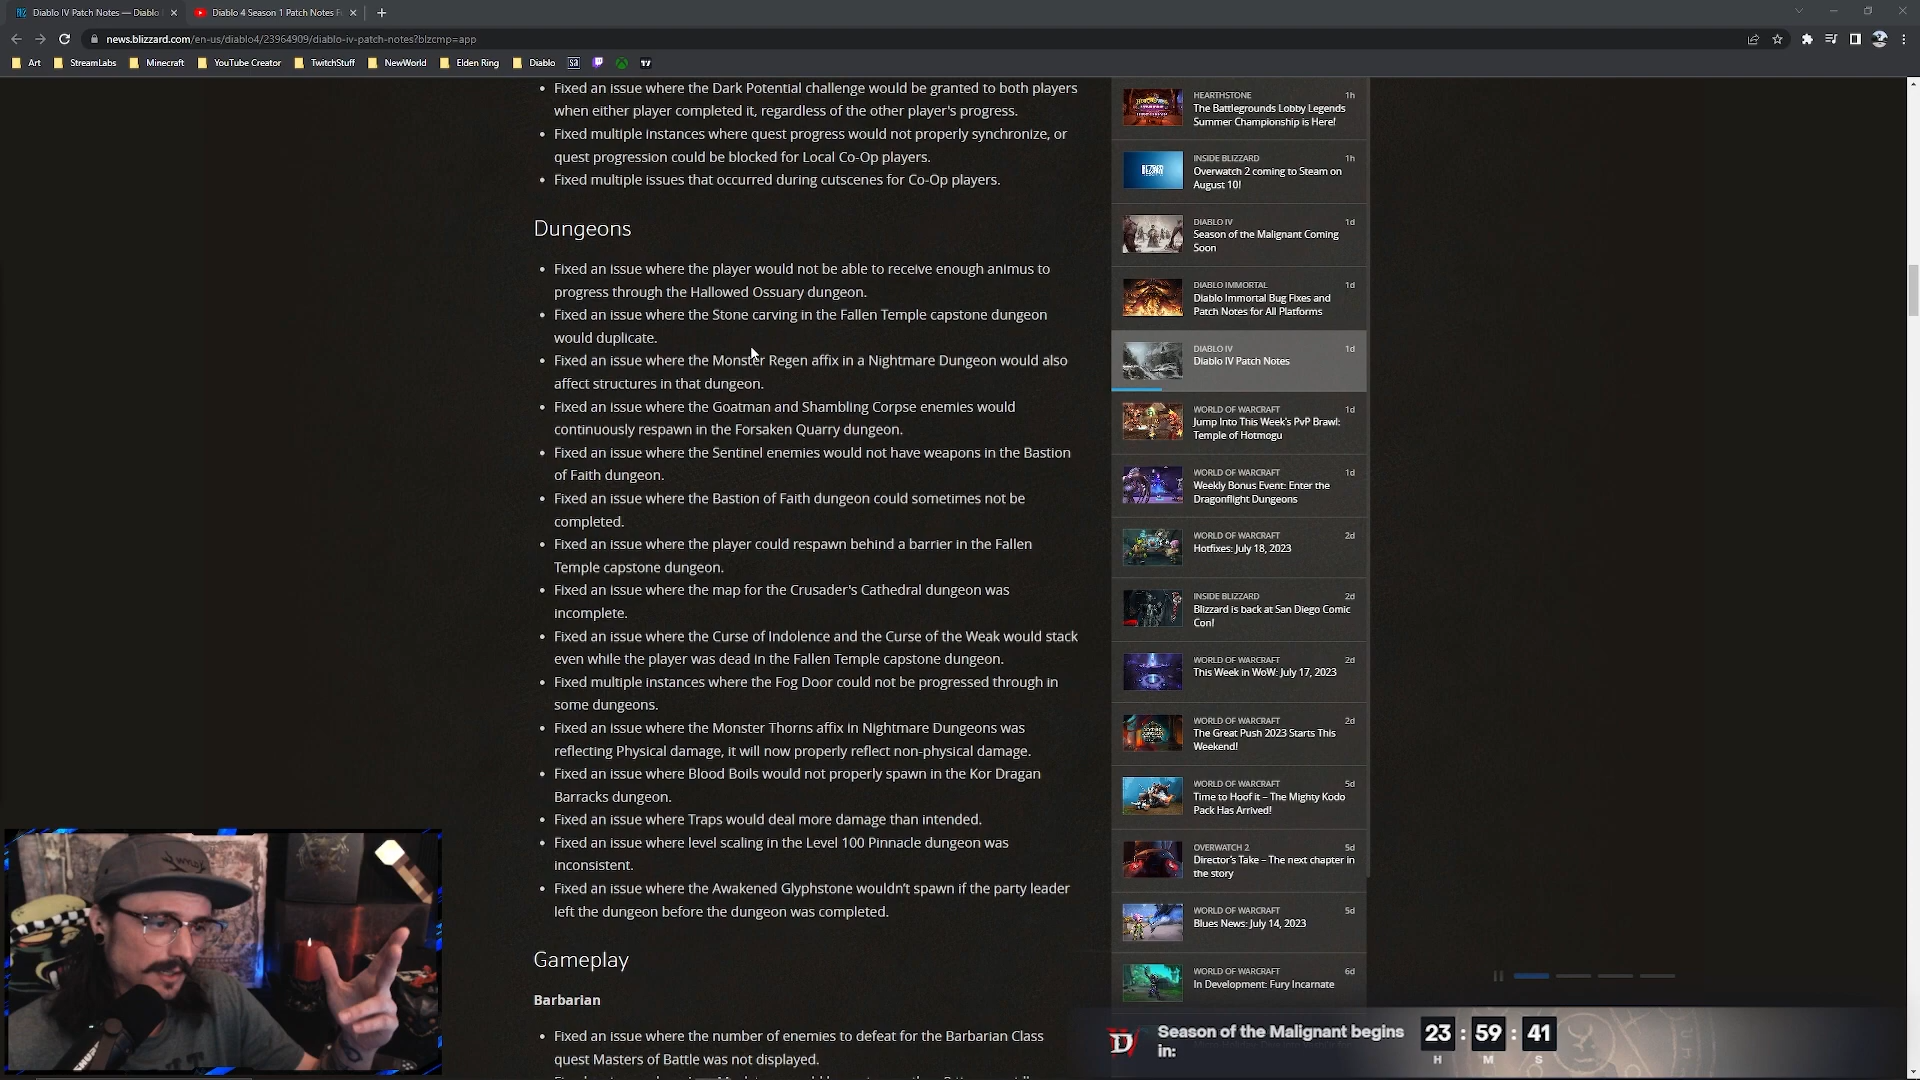 Diablo IV Patch Notes — Diablo
Diablo 4 Season 1 Patch Notes F
news.blizzard.com/en-us/diablo4/23964909/diablo-iv-patch-notes?blzcmp=app
Art
StreamLabs
Minecraft
YouTube Creator
TwitchStuff
NewWorld
Elden Ring
Diablo
• Fixed an issue where the Dark Potential challenge would be granted to both players
when either player completed it, regardless of the other player's progress.
• Fixed multiple instances where quest progress would not properly synchronize, or
quest progression could be blocked for Local Co-Op players.
• Fixed multiple issues that occurred during cutscenes for Co-Op players.
Dungeons
• Fixed an issue where the player would not be able to receive enough animus to
progress through the Hallowed Ossuary dungeon.
• Fixed an issue where the Stone carving in the Fallen Temple capstone dungeon
would duplicate.
• Fixed an issue where the Monster Regen affix in a Nightmare Dungeon would also
affect structures in that dungeon.
• Fixed an issue where the Goatman and Shambling Corpse enemies would
continuously respawn in the Forsaken Quarry dungeon.
• Fixed an issue where the Sentinel enemies would not have weapons in the Bastion
of Faith dungeon.
• Fixed an issue where the Bastion of Faith dungeon could sometimes not be
completed.
• Fixed an issue where the player could respawn behind a barrier in the Fallen
Temple capstone dungeon.
• Fixed an issue where the map for the Crusader's Cathedral dungeon was
incomplete.
• Fixed an issue where the Curse of Indolence and the Curse of the Weak would stack
even while the player was dead in the Fallen Temple capstone dungeon.
• Fixed multiple instances where the Fog Door could not be progressed through in
some dungeons.
• Fixed an issue where the Monster Thorns affix in Nightmare Dungeons was
reflecting Physical damage, it will now properly reflect non-physical damage.
• Fixed an issue where Blood Boils would not properly spawn in the Kor Dragan
Barracks dungeon.
• Fixed an issue where Traps would deal more damage than intended.
• Fixed an issue where level scaling in the Level 100 Pinnacle dungeon was
inconsistent.
• Fixed an issue where the Awakened Glyphstone wouldn't spawn if the party leader
left the dungeon before the dungeon was completed.
Gameplay
Barbarian
• Fixed an issue where the number of enemies to defeat for the Barbarian Class
quest Masters of Battle was not displayed.
HEARTHSTONE 1h
The Battlegrounds Lobby Legends
Summer Championship is Here!
INSIDE BLIZZARD 1h
Overwatch 2 coming to Steam on
August 10!
DIABLO IV 1d
Season of the Malignant Coming
Soon
DIABLO IMMORTAL 1d
Diablo Immortal Bug Fixes and
Patch Notes for All Platforms
DIABLO IV 1d
Diablo IV Patch Notes
WORLD OF WARCRAFT 1d
Jump Into This Week's PvP Brawl:
Temple of Hotmogu
WORLD OF WARCRAFT 1d
Weekly Bonus Event: Enter the
Dragonflight Dungeons
WORLD OF WARCRAFT 2d
Hotfixes: July 18, 2023
INSIDE BLIZZARD 2d
Blizzard is back at San Diego Comic
Con!
WORLD OF WARCRAFT 2d
This Week in WoW: July 17, 2023
WORLD OF WARCRAFT 2d
The Great Push 2023 Starts This
Weekend!
WORLD OF WARCRAFT 5d
Time to Hoof it – The Mighty Kodo
Pack Has Arrived!
OVERWATCH 2 5d
Director's Take – The next chapter in
the story
WORLD OF WARCRAFT 5d
Blues News: July 14, 2023
WORLD OF WARCRAFT 6d
In Development: Fury Incarnate
Season of the Malignant begins
in:
23 : 59 : 41
H M S